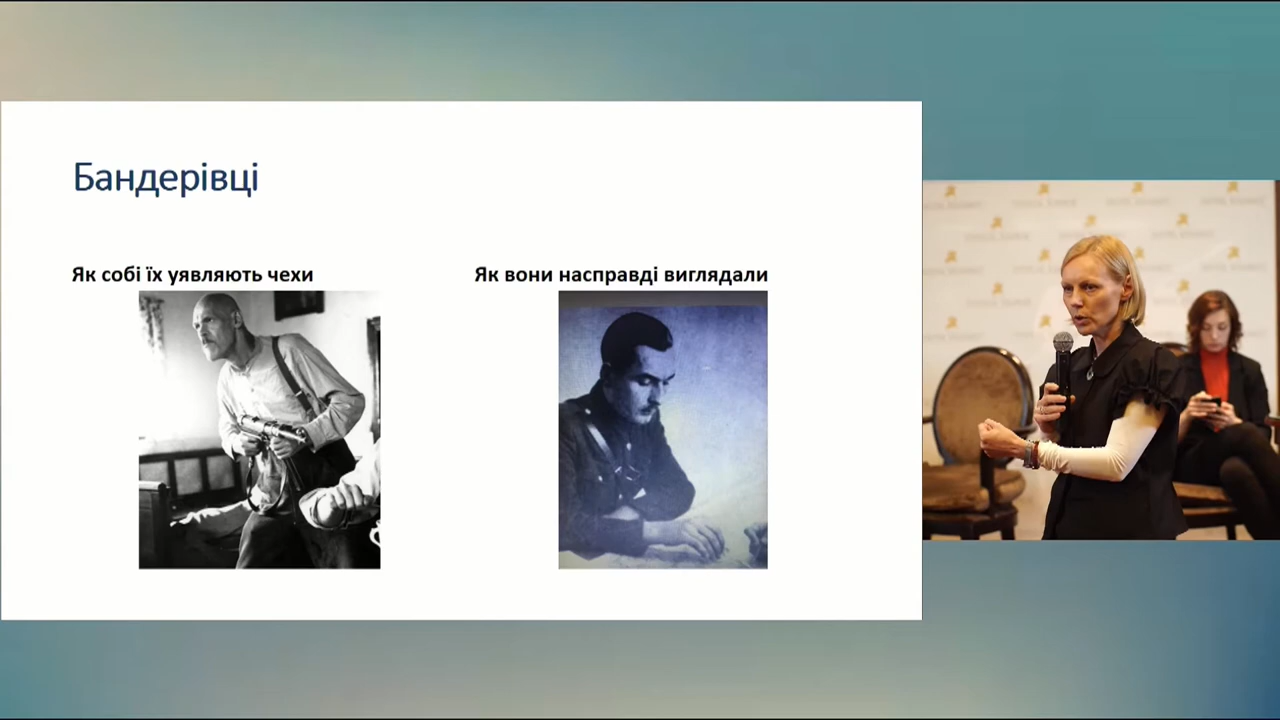 Бандерівці
Як собі їх уявляють чехи
Як вони насправді виглядали